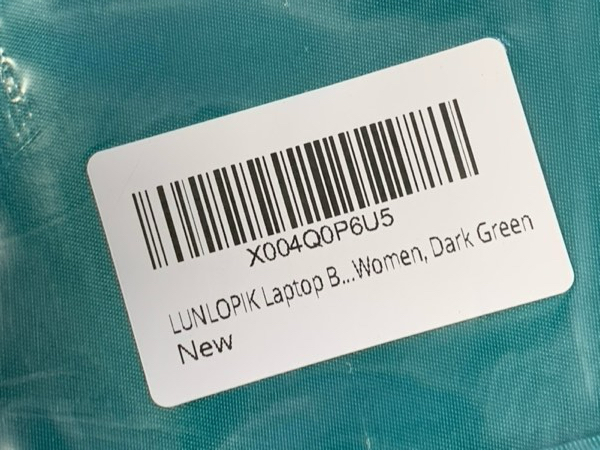 X004Q0P6U5
LUNLOPIK Laptop B...Women, Dark Green
New